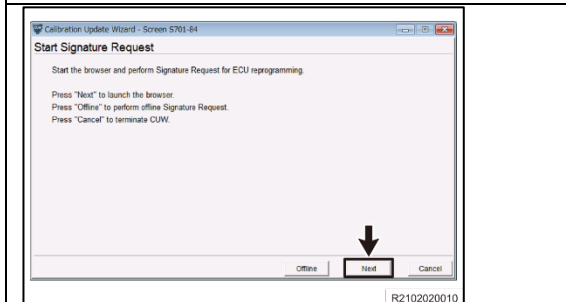 Calibration Update Wizard - Screen S701-84
Start Signature Request
Start the browser and perform Signature Request for ECU reprogramming.
Press "Next" to launch the browser.
Press "Offline" to perform offline Signature Request.
Press "Cancel" to terminate CUW.
Offline Next Cancel
R2102020010